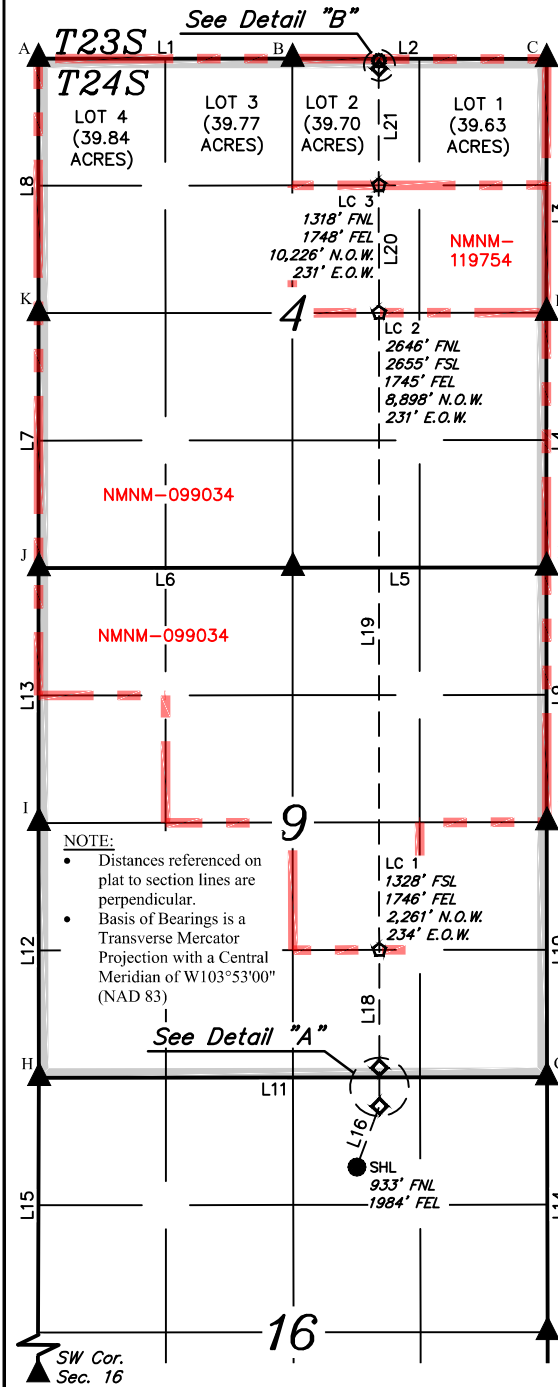 See Detail "B"
A
T23S
L1
B
L2
C
T24S
LOT 4
(39.84
ACRES)
LOT 3
(39.77
ACRES)
LOT 2
(39.70
ACRES)
L21
LOT 1
(39.63
ACRES)
L8
LC 3
1318' FNL
1748' FEL
10,226' N.O.W.
231' E.O.W.
L20
NMNM-
119754
K
4
LC 2
2646' FNL
2655' FSL
1745' FEL
8,898' N.O.W.
231' E.O.W.
L7
NMNM-099034
J
L6
L5
NMNM-099034
L19
L13
I
9
NOTE:
• Distances referenced on
plat to section lines are
perpendicular.
• Basis of Bearings is a
Transverse Mercator
Projection with a Central
Meridian of W103°53'00"
(NAD 83)
LC 1
1328' FSL
1746' FEL
2,261' N.O.W.
234' E.O.W.
L12
L18
See Detail "A"
H
L11
L16
SHL
933' FNL
1984' FEL
L15
16
SW Cor.
Sec. 16